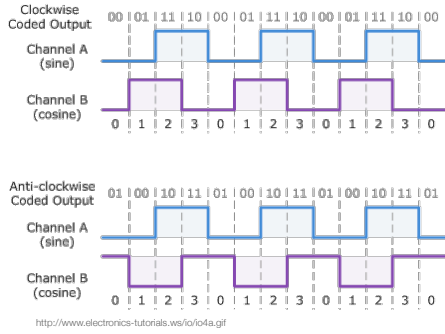 Clockwise
Coded Output
00 01 11 10 00 01 11 10 00 01 11 10 00
Channel A
(sine)
Channel B
(cosine)
0 1 2 3 0 1 2 3 0 1 2 3 0
Anti-clockwise
Coded Output
01 00 10 11 01 00 10 11 01 00 10 11 01
Channel A
(sine)
Channel B
(cosine)
0 1 2 3 0 1 2 3 0 1 2 3 0
http://www.electronics-tutorials.ws/io/io4a.gif